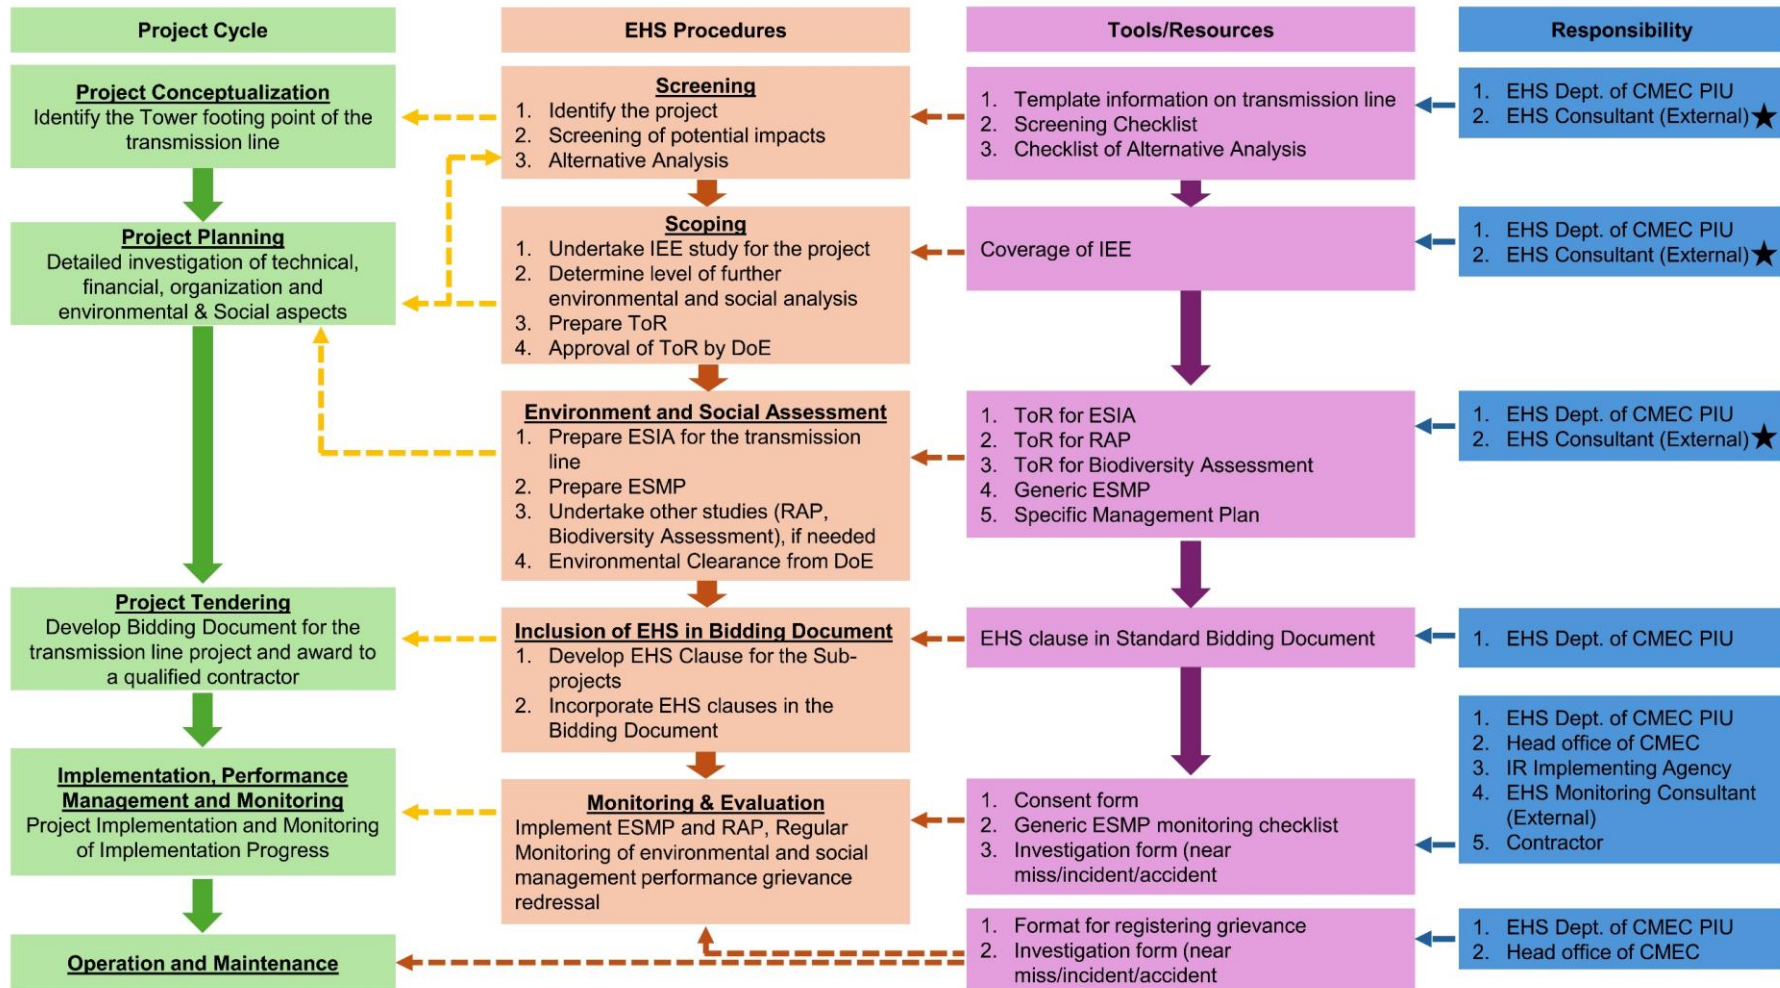 Project Cycle
EHS Procedures
Tools/Resources
Responsibility
Project Conceptualization
Identify the Tower footing point of the
transmission line
Screening
1. Identify the project
2. Screening of potential impacts
3. Alternative Analysis
1. Template information on transmission line
2. Screening Checklist
3. Checklist of Alternative Analysis
1. EHS Dept. of CMEC PIU
2. EHS Consultant (External)
Project Planning
Detailed investigation of technical,
financial, organization and
environmental & Social aspects
Scoping
1. Undertake IEE study for the project
2. Determine level of further
environmental and social analysis
3. Prepare ToR
4. Approval of ToR by DoE
Coverage of IEE
1. EHS Dept. of CMEC PIU
2. EHS Consultant (External)
Environment and Social Assessment
1. Prepare ESIA for the transmission
line
2. Prepare ESMP
3. Undertake other studies (RAP,
Biodiversity Assessment), if needed
4. Environmental Clearance from DoE
1. ToR for ESIA
2. ToR for RAP
3. ToR for Biodiversity Assessment
4. Generic ESMP
5. Specific Management Plan
1. EHS Dept. of CMEC PIU
2. EHS Consultant (External)
Project Tendering
Develop Bidding Document for the
transmission line project and award to
a qualified contractor
Inclusion of EHS in Bidding Document
1. Develop EHS Clause for the Sub-
projects
2. Incorporate EHS clauses in the
Bidding Document
EHS clause in Standard Bidding Document
1. EHS Dept. of CMEC PIU
Implementation, Performance
Management and Monitoring
Project Implementation and Monitoring
of Implementation Progress
Monitoring & Evaluation
Implement ESMP and RAP, Regular
Monitoring of environmental and social
management performance grievance
redressal
1. Consent form
2. Generic ESMP monitoring checklist
3. Investigation form (near
miss/incident/accident
1. EHS Dept. of CMEC PIU
2. Head office of CMEC
3. IR Implementing Agency
4. EHS Monitoring Consultant
(External)
5. Contractor
Operation and Maintenance
1. Format for registering grievance
2. Investigation form (near
miss/incident/accident
1. EHS Dept. of CMEC PIU
2. Head office of CMEC